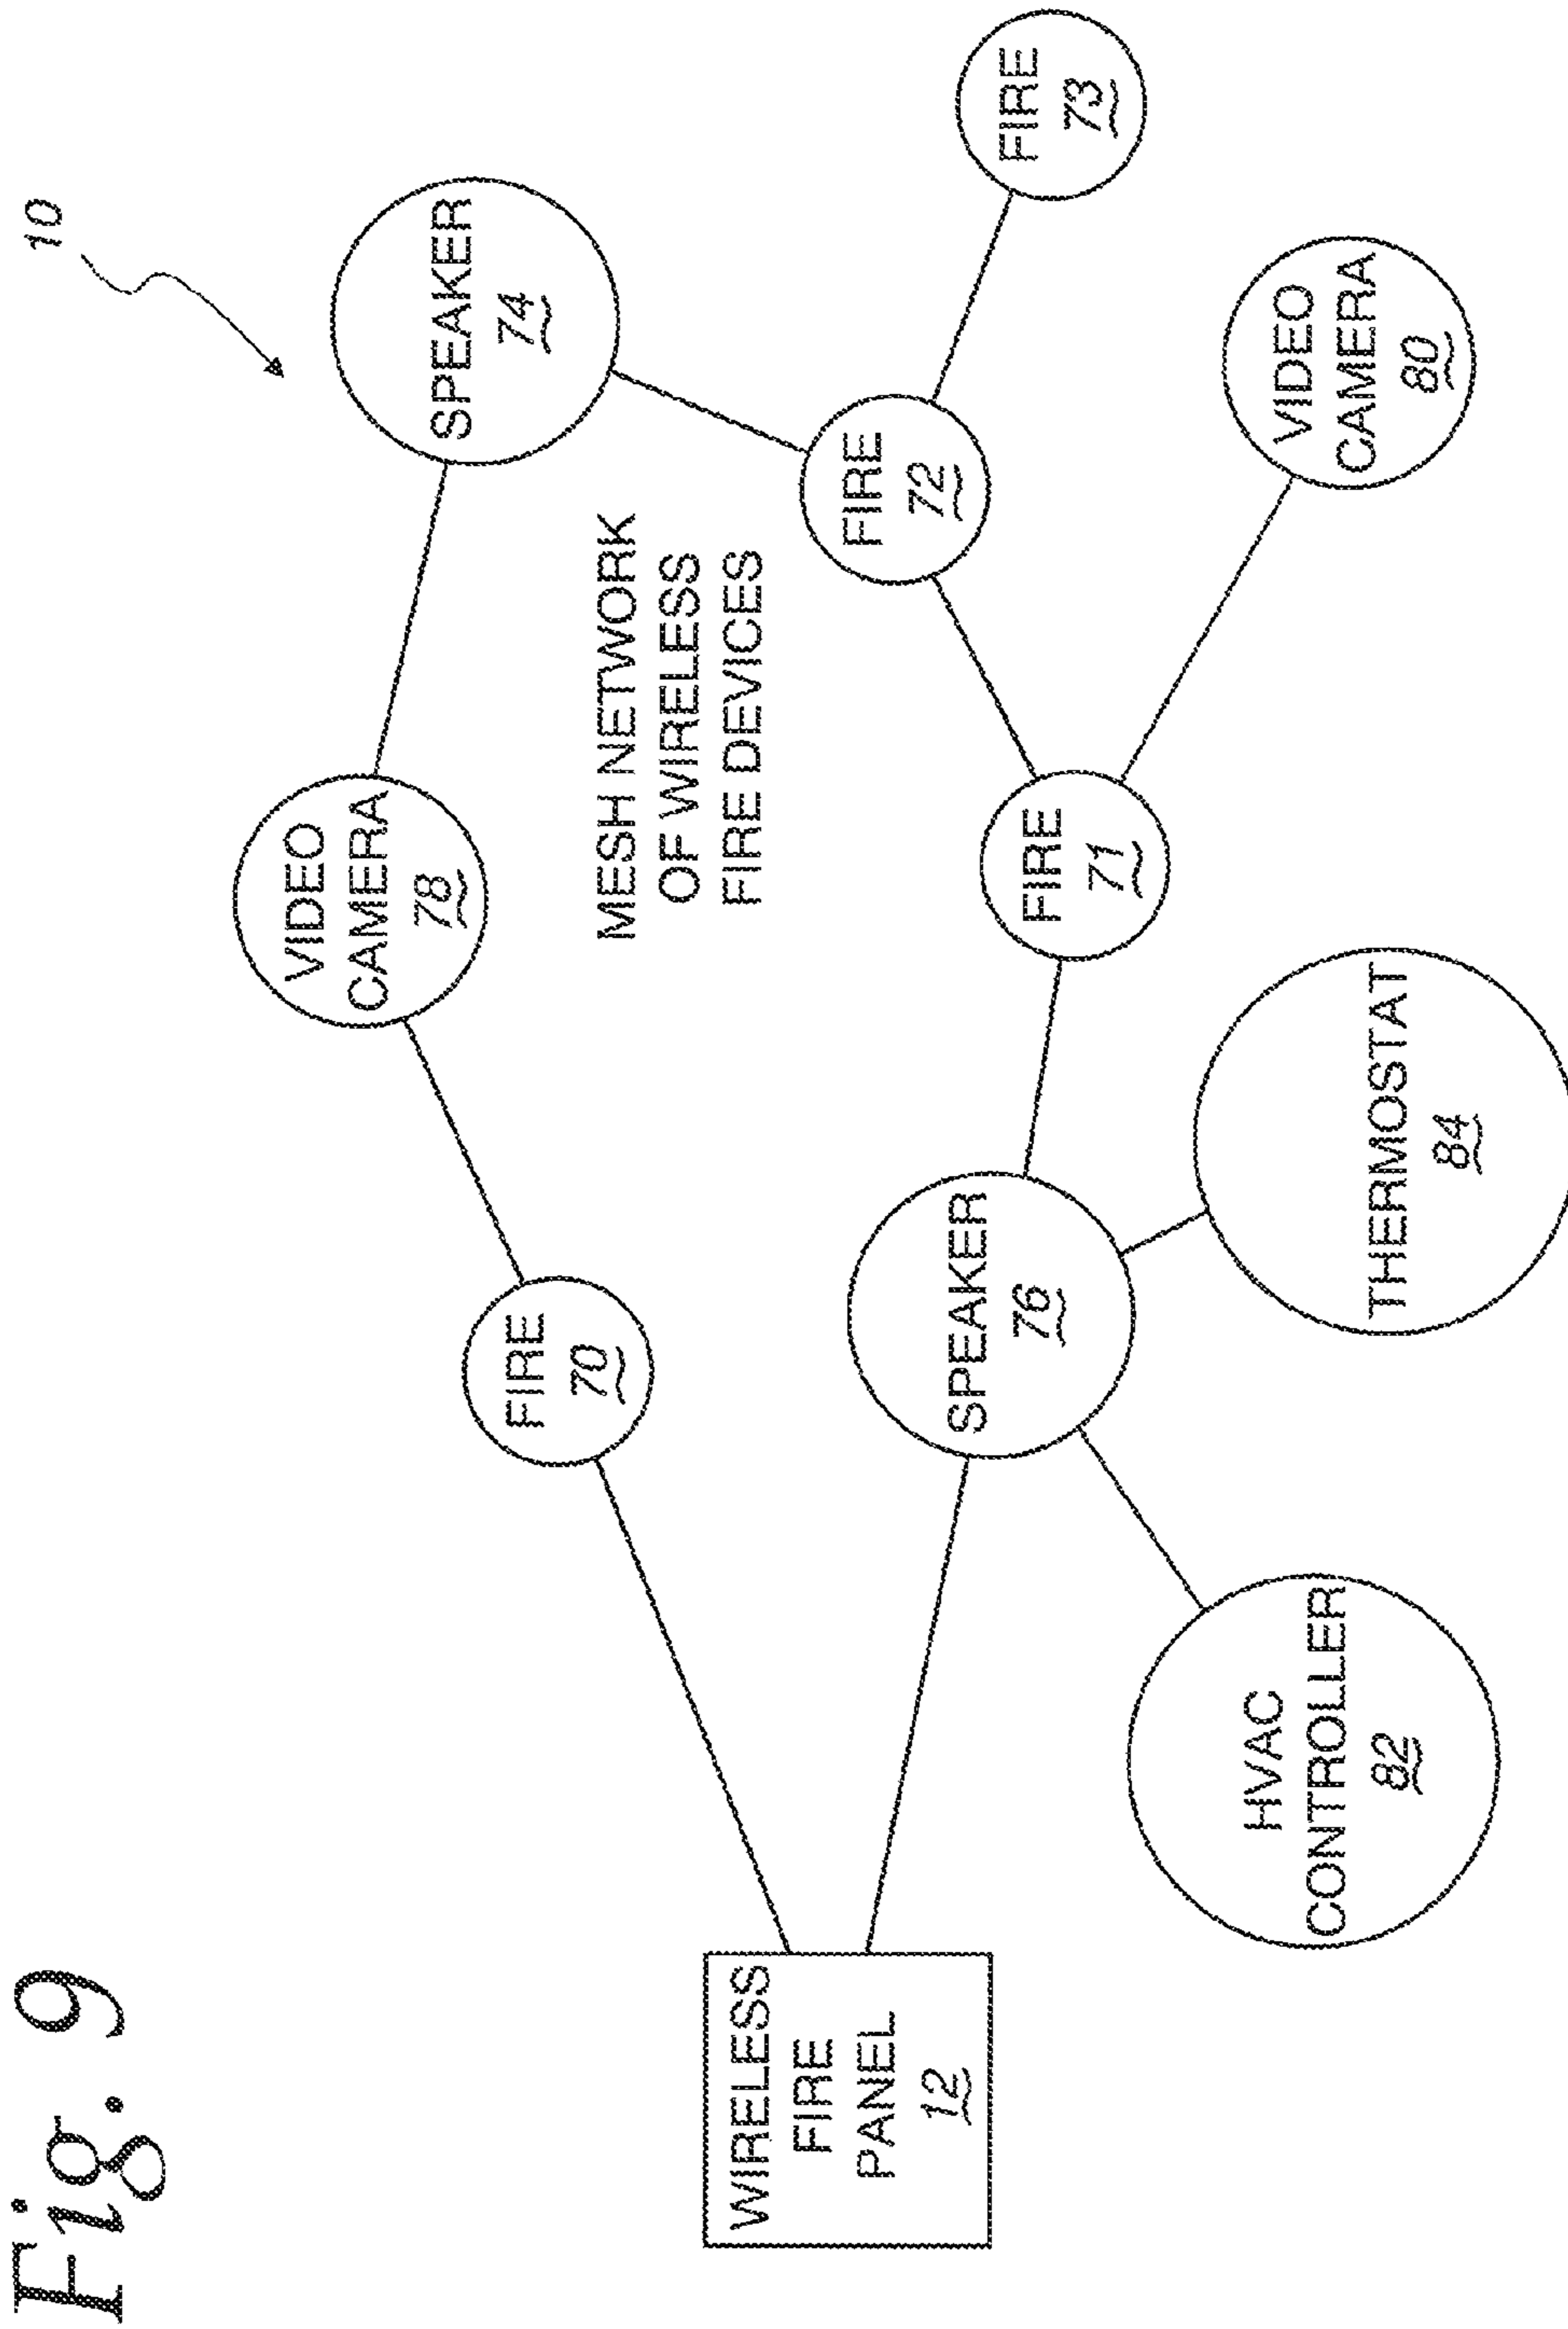 Fig. 9
10
WIRELESS
FIRE
PANEL
12
FIRE
70
VIDEO
CAMERA
78
SPEAKER
74
MESH NETWORK
OF WIRELESS
FIRE DEVICES
FIRE
72
FIRE
73
SPEAKER
76
FIRE
71
VIDEO
CAMERA
80
HVAC
CONTROLLER
82
THERMOSTAT
84